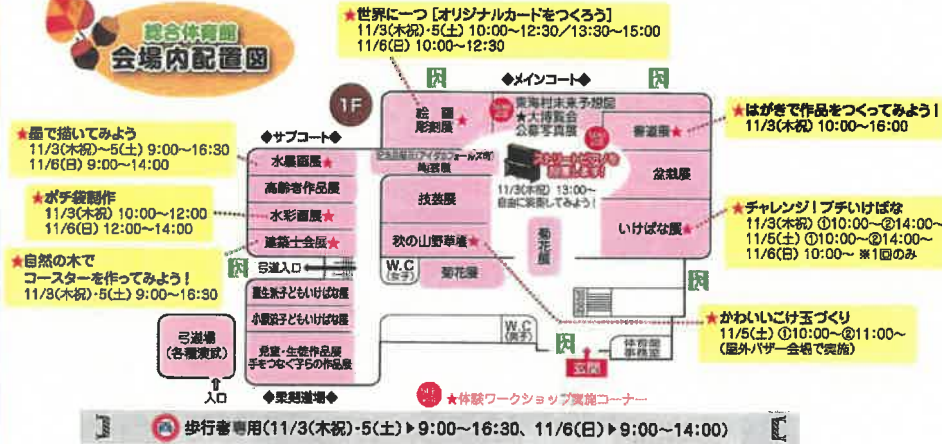 総合体育館
会場内配置図
★世界に一つ［オリジナルカードをつくろう］
11/3(木祝)・5(土) 10:00〜12:30／13:30〜15:00
11/6(日) 10:00〜12:30
1F
◆メインコート◆
絵画
彫刻展
東海村未来予想図
★大博覧会
公募写真展
書道展★
★はがきで作品をつくってみよう！
11/3(木祝) 10:00〜16:00
★墨で描いてみよう
11/3(木祝)〜5(土) 9:00〜16:30
11/6(日) 9:00〜14:00
◆サブコート◆
水墨画展★
高齢者作品展
水彩画展★
建築士会展★
ストリートピアノを
設置します！
11/3(木祝) 13:00〜
自由に演奏してみよう！
盆栽展
技芸展
★ポチ袋制作
11/3(木祝) 10:00〜12:00
11/6(日) 12:00〜14:00
秋の山野草展★
菊花展
いけばな展★
★チャレンジ！プチいけばな
11/3(木祝) ①10:00〜②14:00〜
11/5(土) ①10:00〜②14:00〜
11/6(日) 10:00〜 ※1回のみ
★自然の木で
コースターを作ってみよう！
11/3(木祝)・5(土) 9:00〜16:30
弓道入口
W.C
(女子)
菊花展
子どもいけばな展
小原流子どもいけばな展
児童・生徒作品展
手をつなぐ子らの作品展
W.C
(男子)
体育館
事務室
玄関
★かわいいこけ玉づくり
11/5(土) ①10:00〜②11:00〜
(屋外バザー会場で実施)
弓道場
(各種演武)
入口
◆柔剣道場◆
★体験ワークショップ実施コーナー
歩行者専用(11/3(木祝)・5(土)▶9:00〜16:30、11/6(日)▶9:00〜14:00)